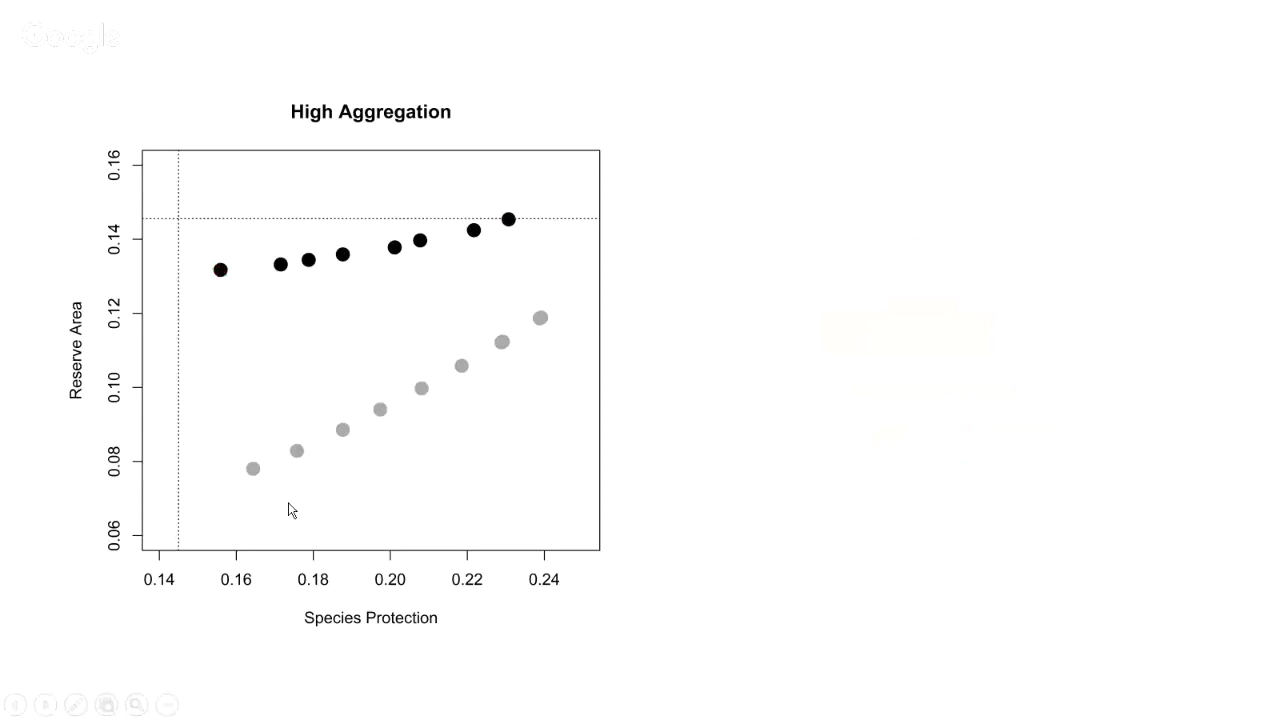 Google
High Aggregation
0.16
0.14
0.12
0.10
0.08
0.06
Reserve Area
0.14 0.16 0.18 0.20 0.22 0.24
Species Protection